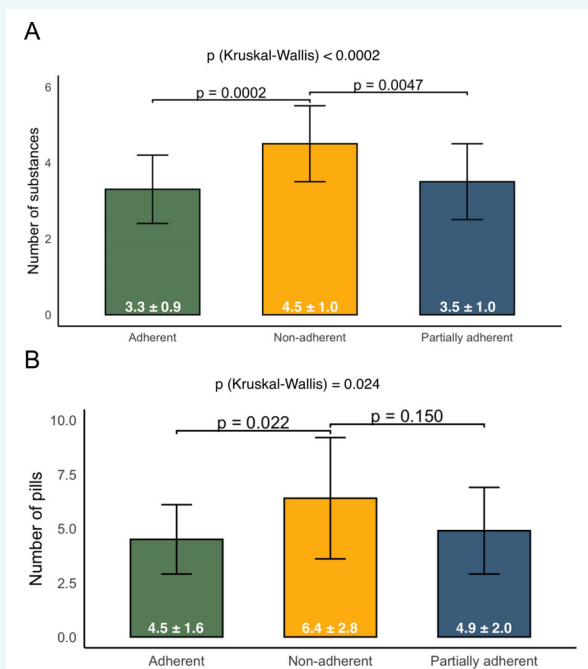 A
p (Kruskal-Wallis) < 0.0002
p = 0.0002
p = 0.0047
Number of substances
6
4
2
0
3.3 ± 0.9
4.5 ± 1.0
3.5 ± 1.0
Adherent
Non-adherent
Partially adherent
B
p (Kruskal-Wallis) = 0.024
p = 0.022
p = 0.150
Number of pills
10.0
7.5
5.0
2.5
0.0
4.5 ± 1.6
6.4 ± 2.8
4.9 ± 2.0
Adherent
Non-adherent
Partially adherent